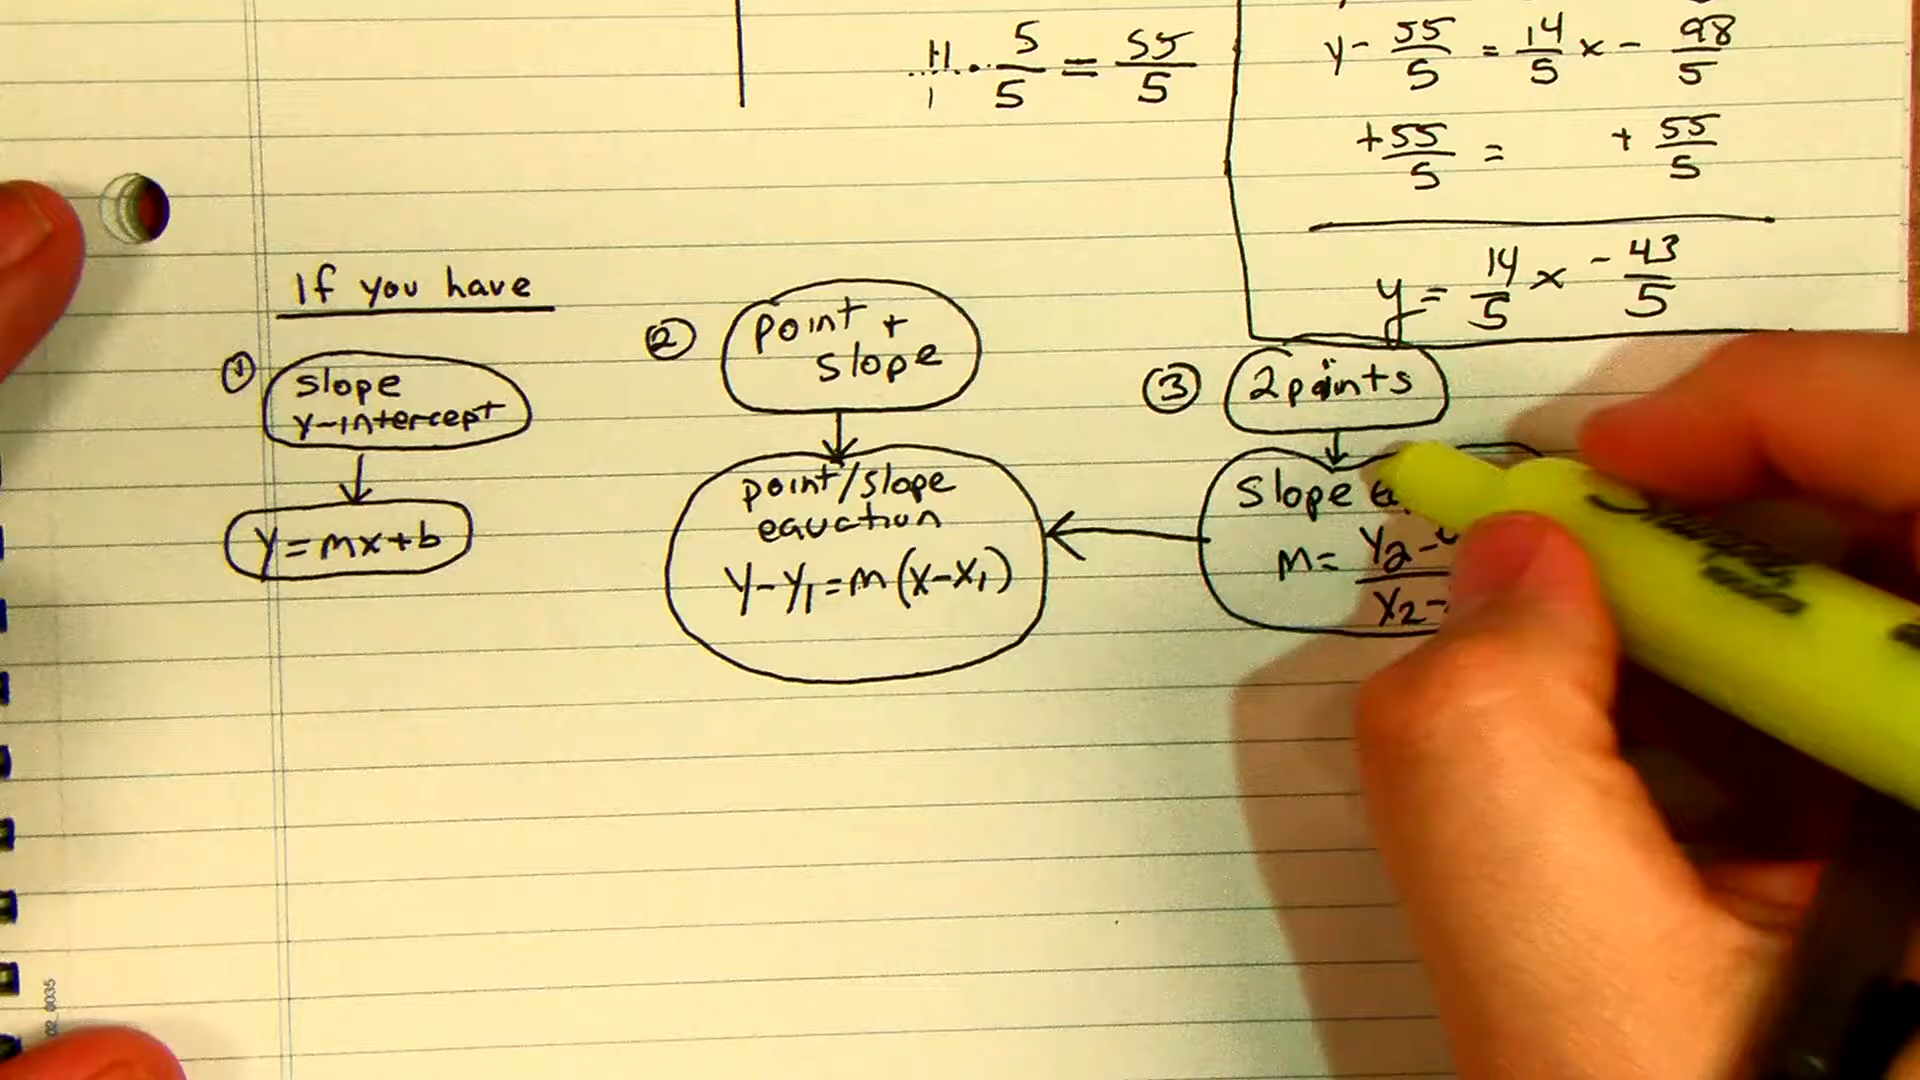 11/1 · 5/5 = 55/5
y - 55/5 = 14/5 x - 98/5
+55/5 = + 55/5
y = 14/5 x - 43/5
If you have
① slope
y-intercept
y=mx+b
② point +
slope
point/slope
equation
y-y₁=m(x-x₁)
③ 2 points
slope
m= y₂-
x₂-
Sharpie